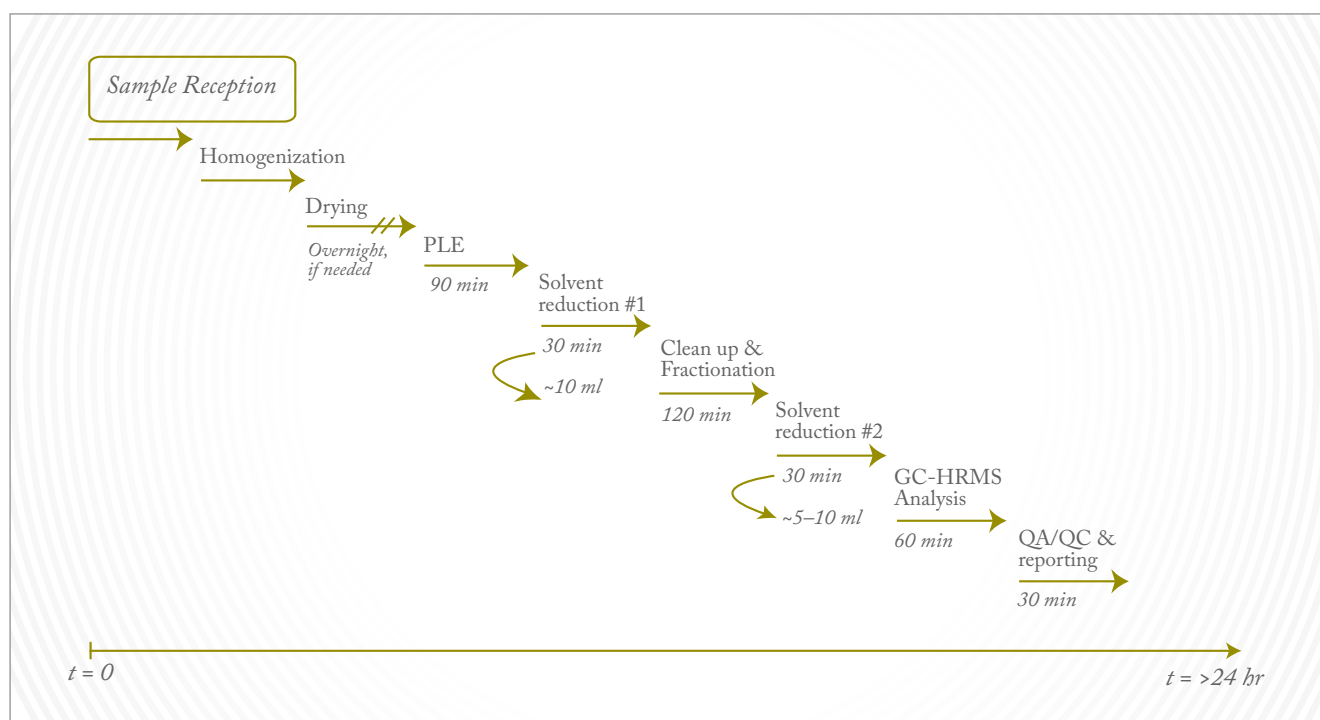 Sample Reception
Homogenization
Drying
Overnight,
if needed
PLE
90 min
Solvent
reduction #1
30 min
~10 ml
Clean up &
Fractionation
120 min
Solvent
reduction #2
30 min
~5–10 ml
GC-HRMS
Analysis
60 min
QA/QC &
reporting
30 min
t = 0
t = >24 hr